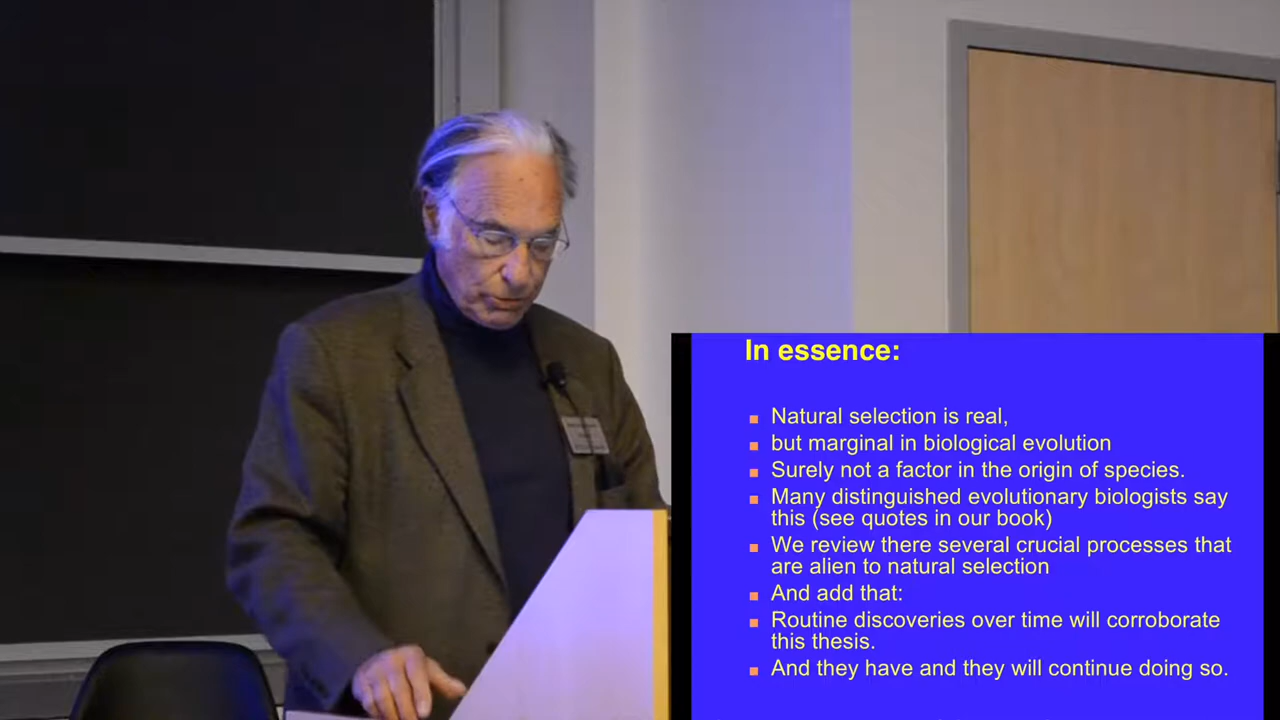 In essence:
Natural selection is real,
but marginal in biological evolution
Surely not a factor in the origin of species.
Many distinguished evolutionary biologists say
this (see quotes in our book)
We review there several crucial processes that
are alien to natural selection
And add that:
Routine discoveries over time will corroborate
this thesis.
And they have and they will continue doing so.